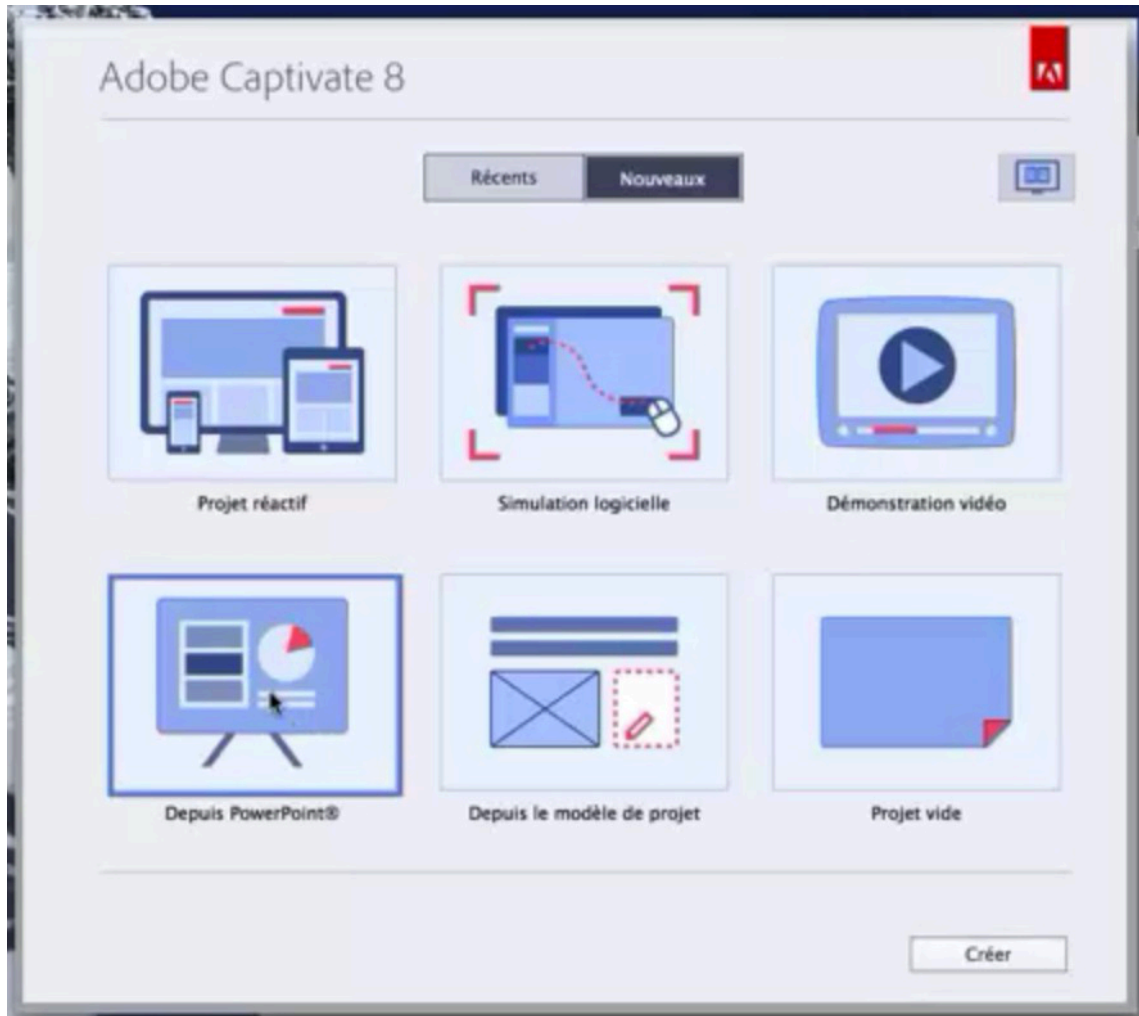 Adobe Captivate 8
Récents
Nouveaux
Projet réactif
Simulation logicielle
Démonstration vidéo
Depuis PowerPoint®
Depuis le modèle de projet
Projet vide
Créer